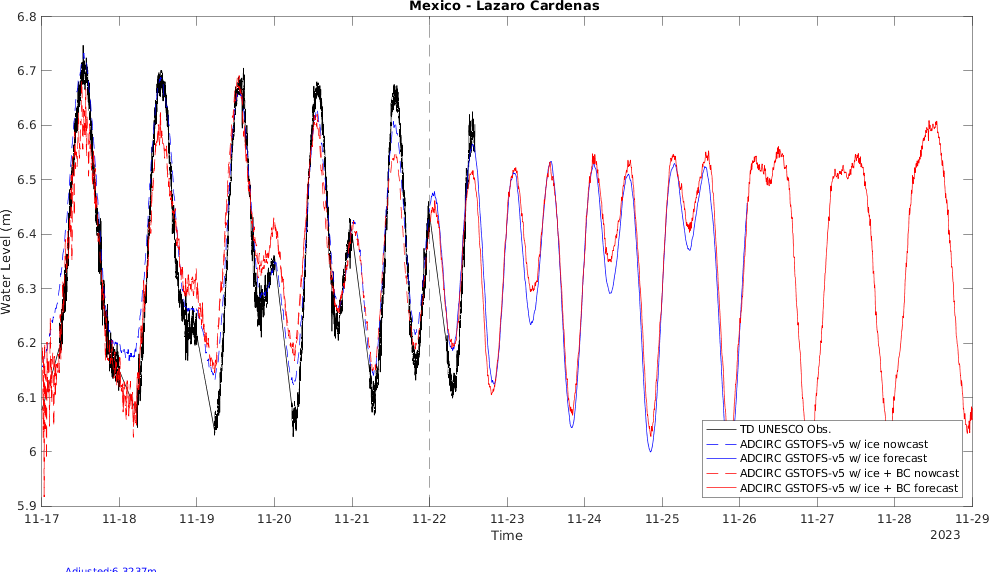 Mexico - Lazaro Cardenas
6.8
6.7
6.6
6.5
6.4
6.3
6.2
6.1
6
5.9
Water Level (m)
TD UNESCO Obs.
ADCIRC GSTOFS-v5 w/ ice nowcast
ADCIRC GSTOFS-v5 w/ ice forecast
ADCIRC GSTOFS-v5 w/ ice + BC nowcast
ADCIRC GSTOFS-v5 w/ ice + BC forecast
11-17 11-18 11-19 11-20 11-21 11-22 11-23 11-24 11-25 11-26 11-27 11-28 11-29
Time
2023
Adjusted:6.3237m